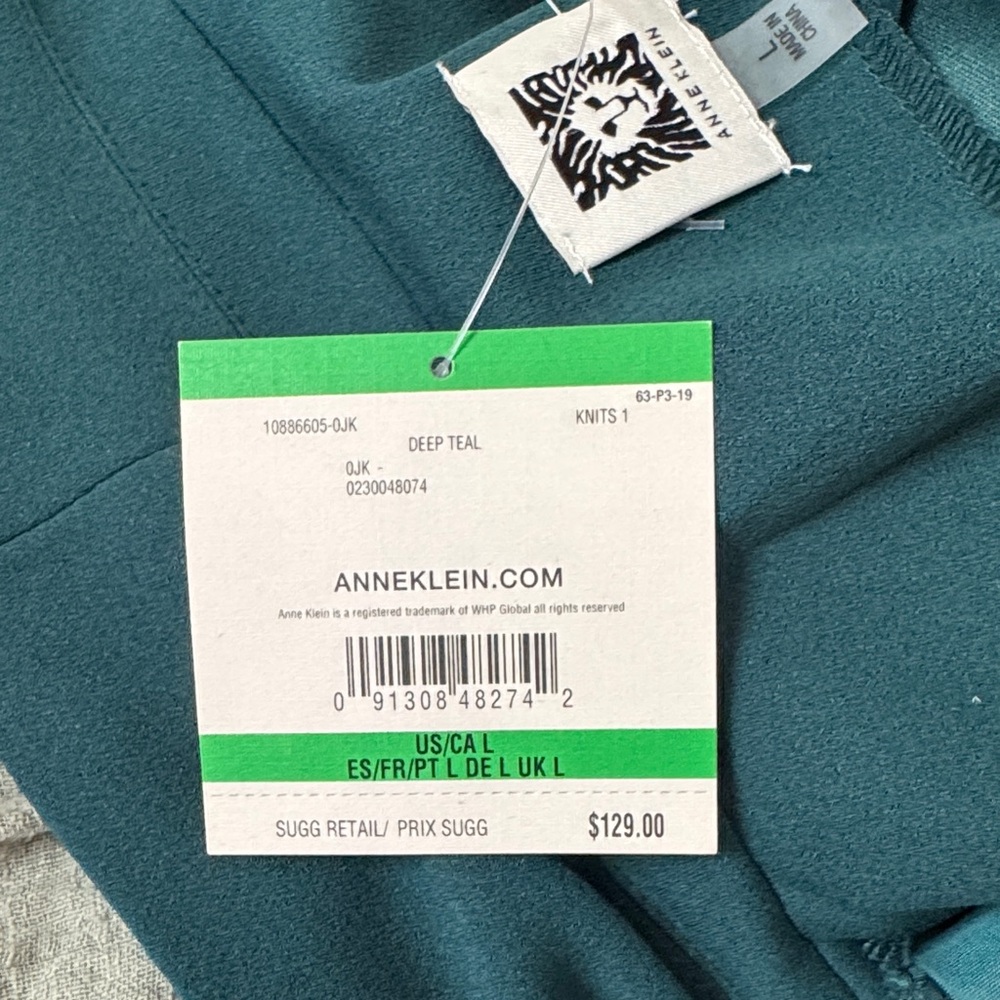 ANNE KLEIN
L
MADE IN
CHINA
63-P3-19
10886605-0JK
KNITS 1
DEEP TEAL
0JK -
0230048074
ANNEKLEIN.COM
Anne Klein is a registered trademark of WHP Global all rights reserved
0 91308 48274 2
US/CA L
ES/FR/PT L DE L UK L
SUGG RETAIL/ PRIX SUGG $129.00